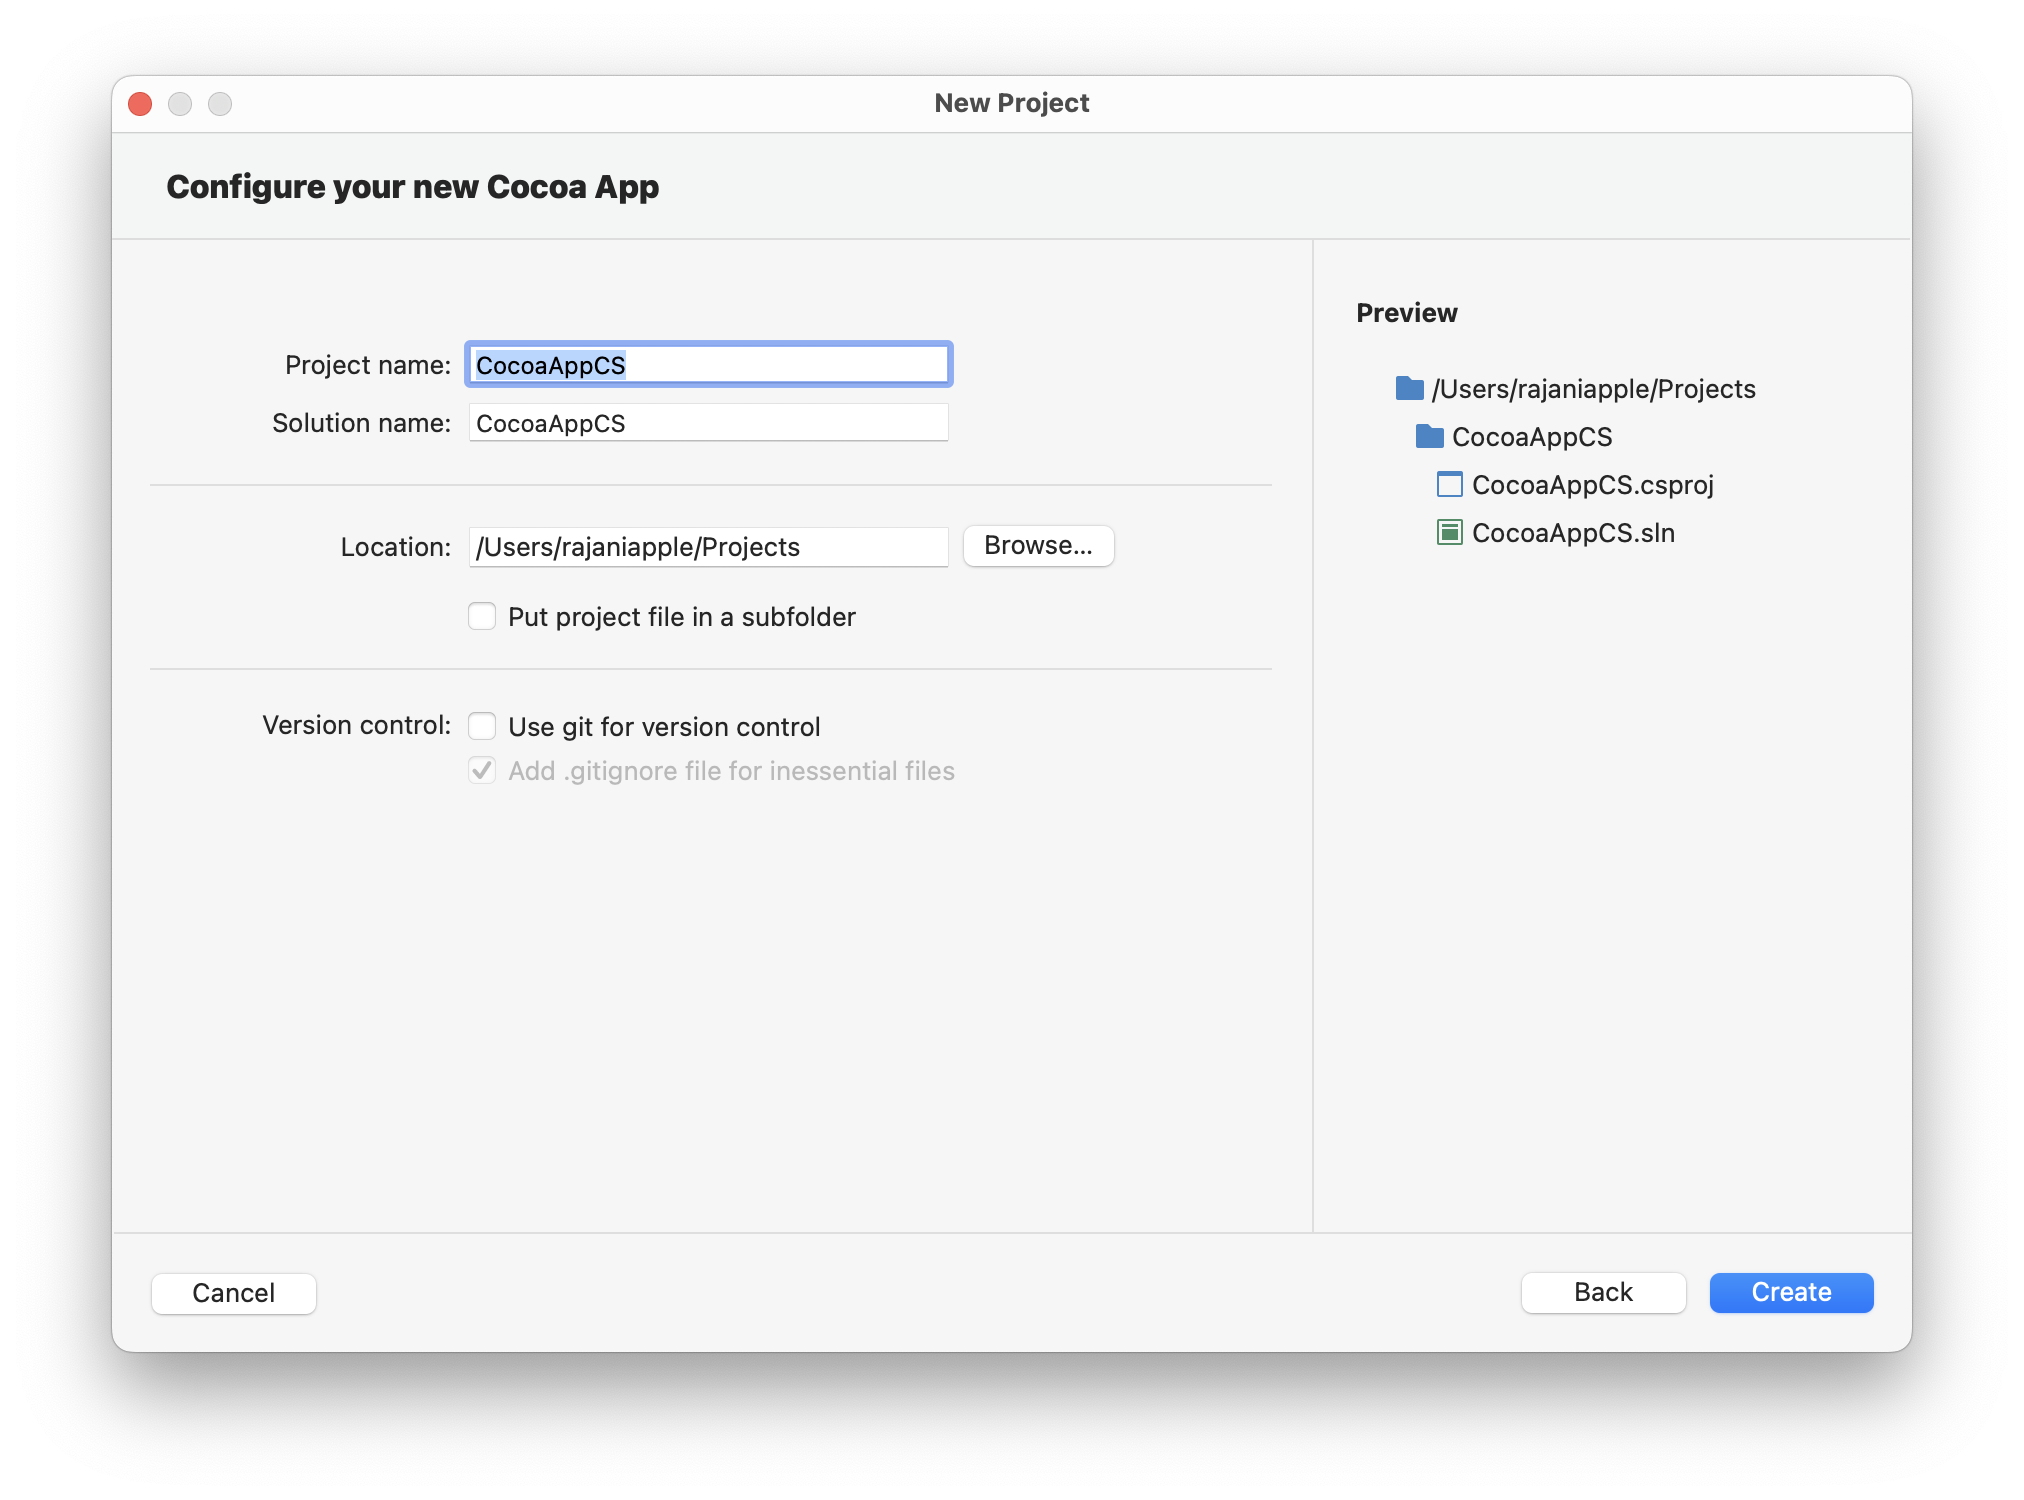 New Project
Configure your new Cocoa App
Project name: CocoaAppCS
Solution name: CocoaAppCS
Location: /Users/rajaniapple/Projects Browse...
Put project file in a subfolder
Version control: Use git for version control
Add .gitignore file for inessential files
Preview
/Users/rajaniapple/Projects
CocoaAppCS
CocoaAppCS.csproj
CocoaAppCS.sln
Cancel Back Create